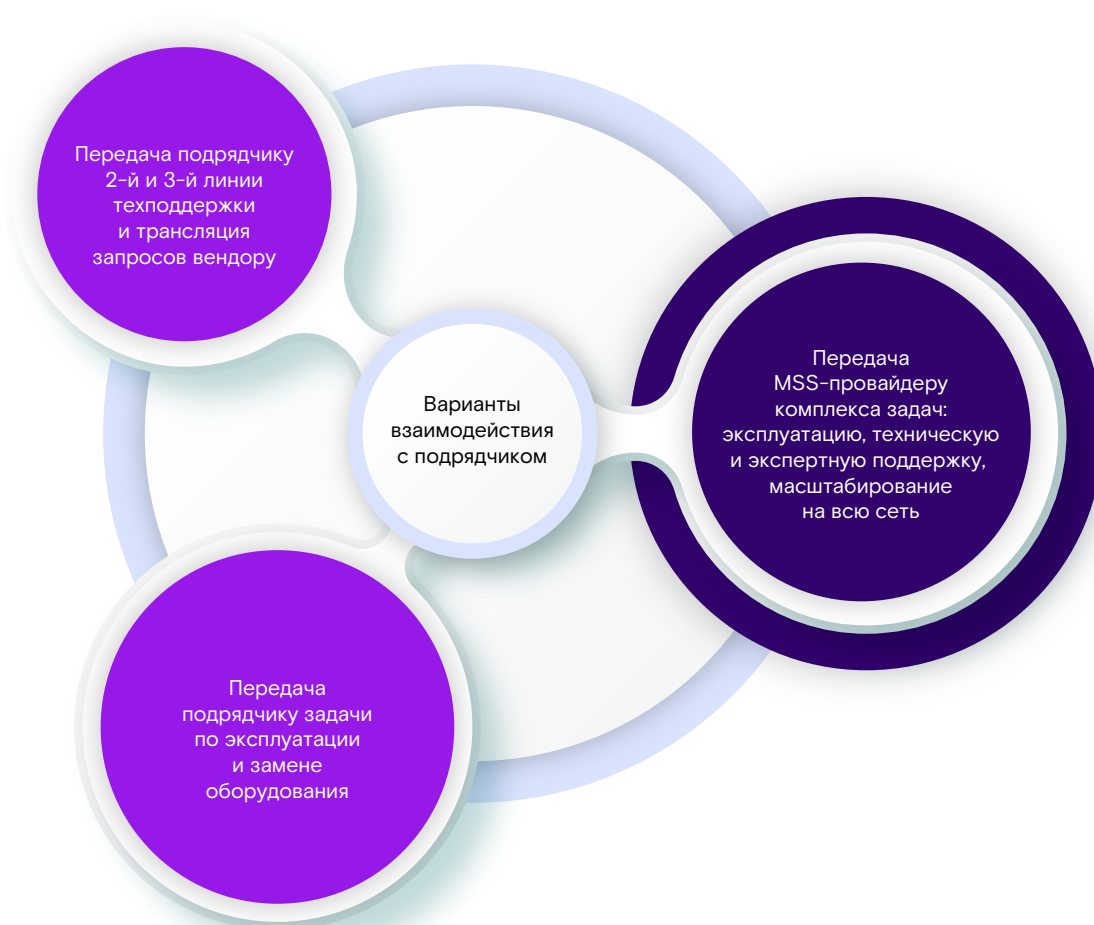 Передача подрядчику
2-й и 3-й линии
техподдержки
и трансляция
запросов вендору
Варианты
взаимодействия
с подрядчиком
Передача
MSS-провайдеру
комплекса задач:
эксплуатацию, техническую
и экспертную поддержку,
масштабирование
на всю сеть
Передача
подрядчику задачи
по эксплуатации
и замене
оборудования